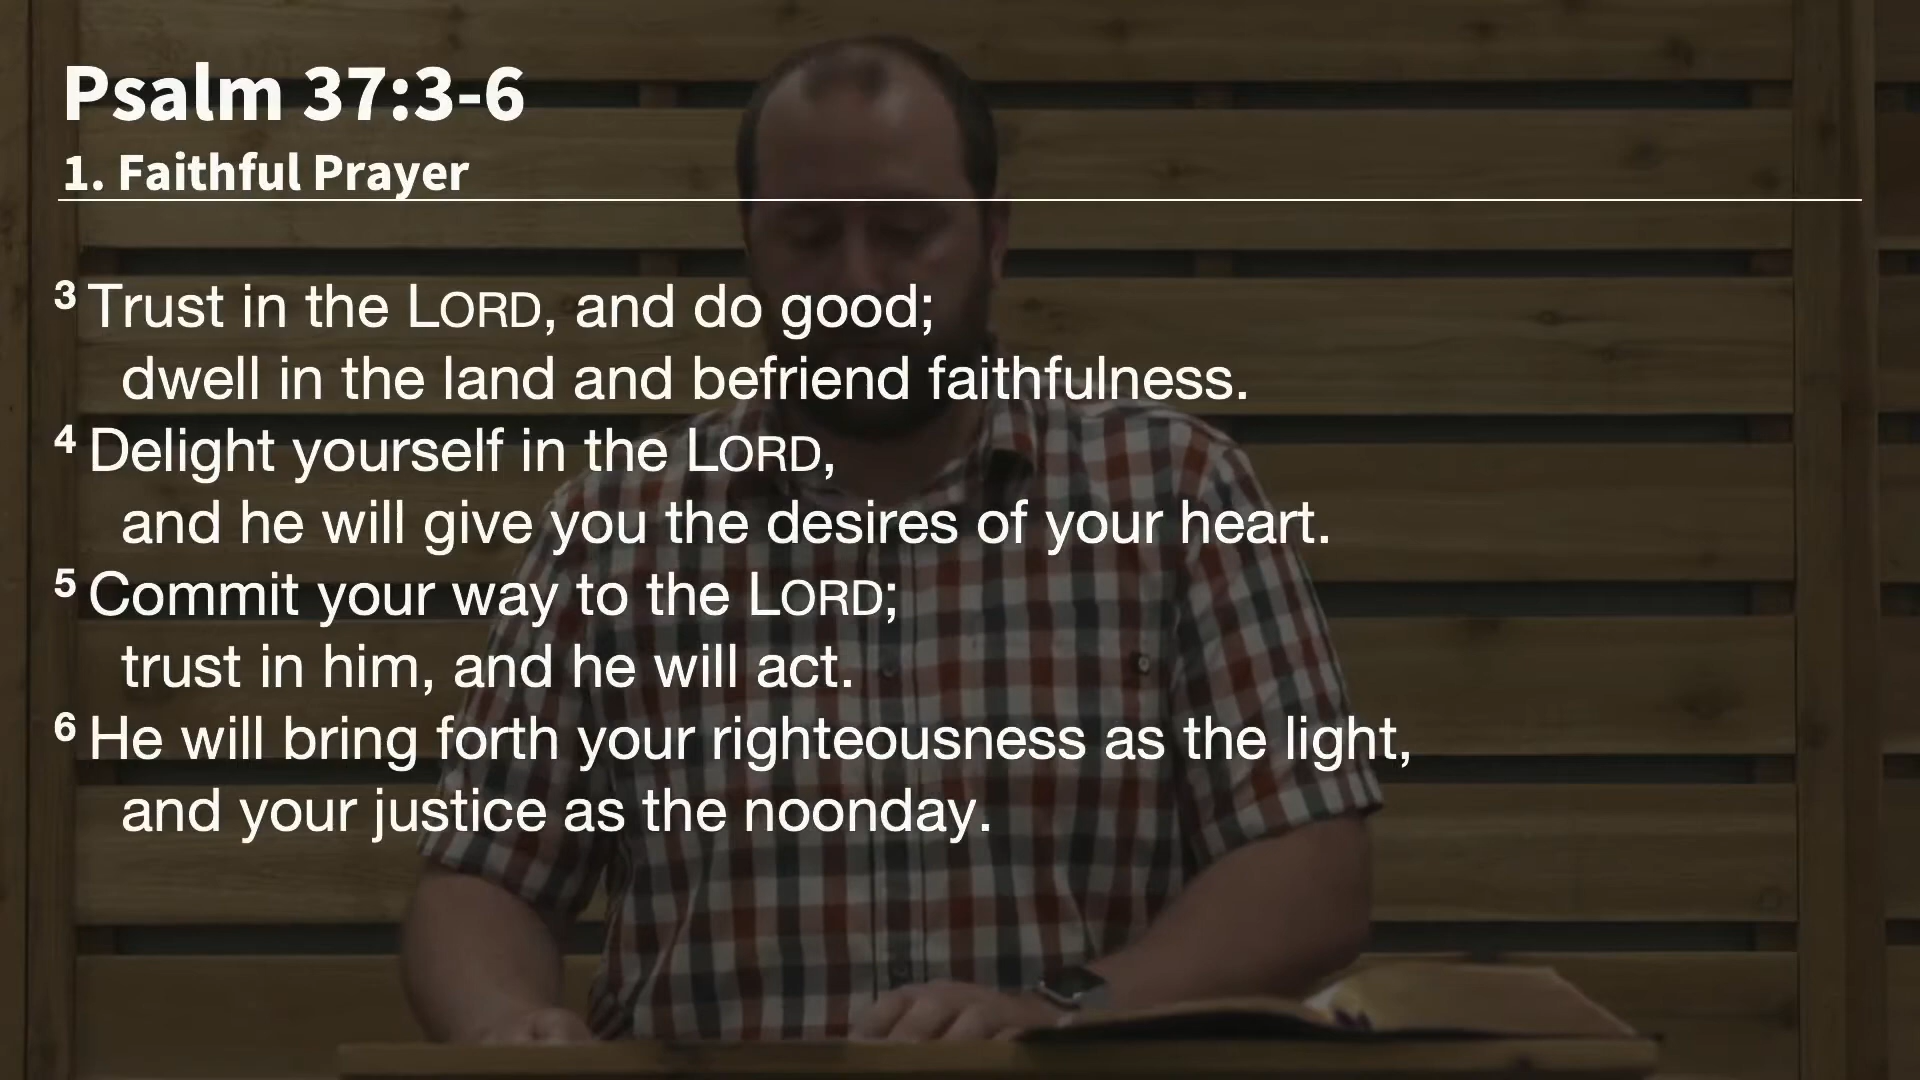 Psalm 37:3-6
1. Faithful Prayer
3 Trust in the LORD, and do good;
dwell in the land and befriend faithfulness.
4 Delight yourself in the LORD,
and he will give you the desires of your heart.
5 Commit your way to the LORD;
trust in him, and he will act.
6 He will bring forth your righteousness as the light,
and your justice as the noonday.